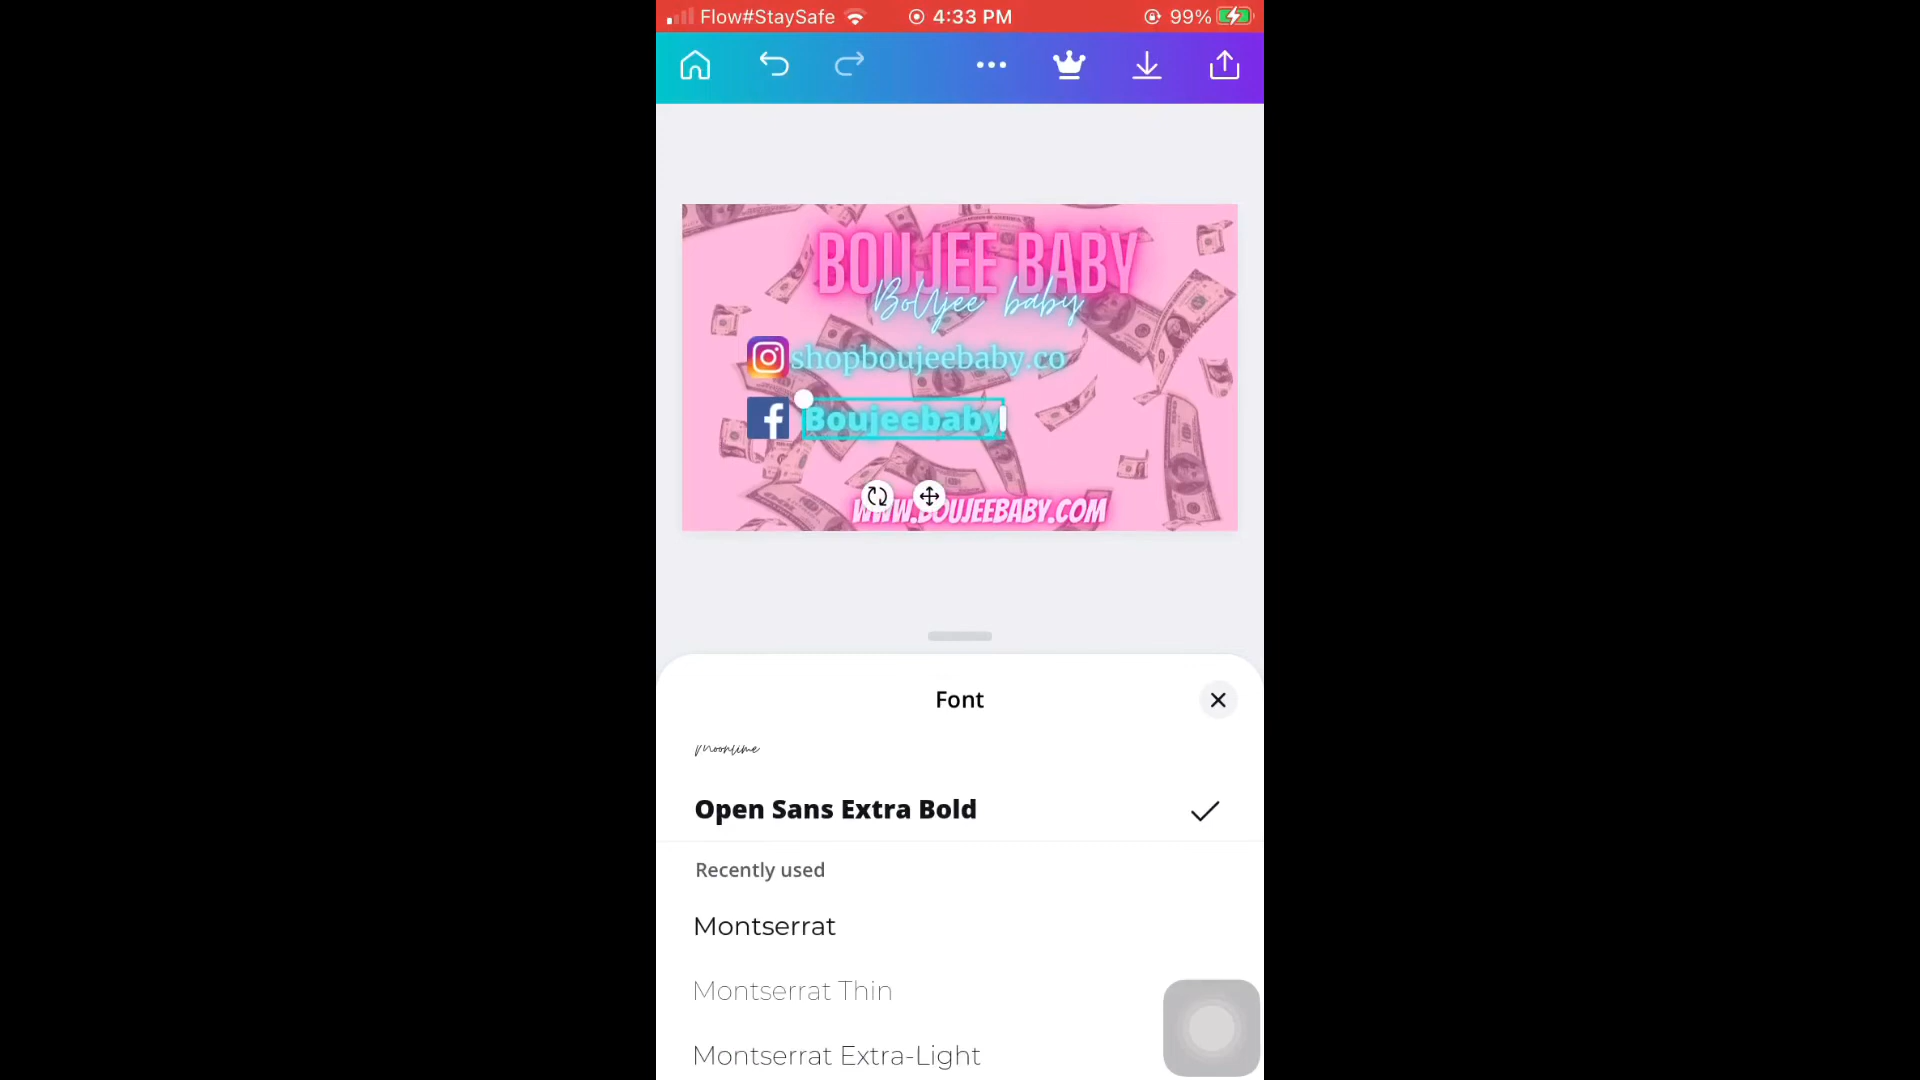 Flow#StaySafe 4:33 PM 99%
BOUJEE BABY
BoUjee baby
shopboujeebaby.co
Boujeebaby
WWW.BOUJEEBABY.COM
Font
Moontime
Open Sans Extra Bold
Recently used
Montserrat
Montserrat Thin
Montserrat Extra-Light